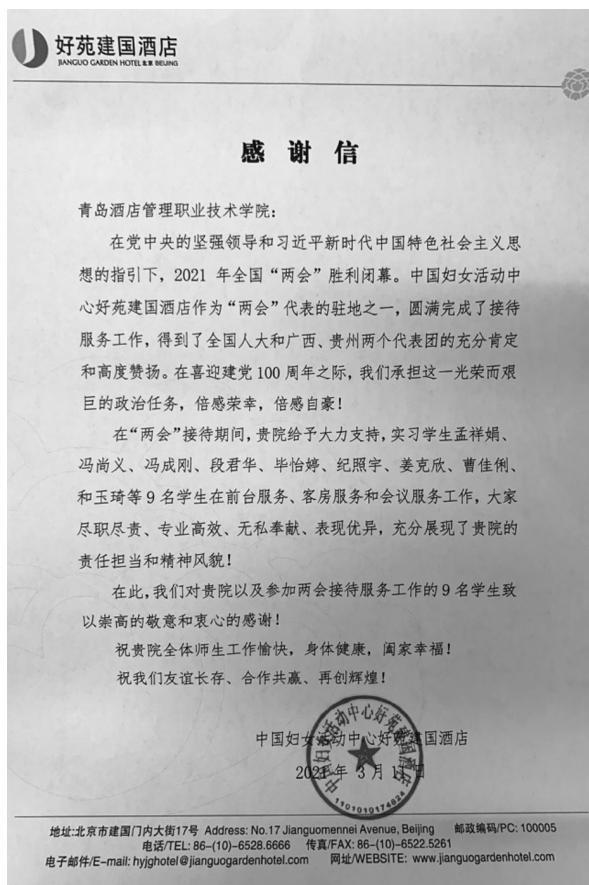 好苑建国酒店
JIANGUO GARDEN HOTEL 北京 BEIJING
感谢信
青岛酒店管理职业技术学院：
在党中央的坚强领导和习近平新时代中国特色社会主义思
想的指引下，2021 年全国“两会”胜利闭幕。中国妇女活动中
心好苑建国酒店作为“两会”代表的驻地之一，圆满完成了接待
服务工作，得到了全国人大和广西、贵州两个代表团的充分肯定
和高度赞扬。在喜迎建党 100 周年之际，我们承担这一光荣而艰
巨的政治任务，倍感荣幸，倍感自豪！
在“两会”接待期间，贵院给予大力支持，实习学生孟祥娟、
冯尚义、冯成刚、段君华、毕怡婷、纪照宇、姜克欣、曹佳俐、
和玉琦等 9 名学生在前台服务、客房服务和会议服务工作，大家
尽职尽责、专业高效、无私奉献、表现优异，充分展现了贵院的
责任担当和精神风貌！
在此，我们对贵院以及参加两会接待服务工作的 9 名学生致
以崇高的敬意和衷心的感谢！
祝贵院全体师生工作愉快，身体健康，阖家幸福！
祝我们友谊长存、合作共赢、再创辉煌！
中国妇女活动中心好苑建国酒店
2021 年 3 月 11 日
中国妇女活动中心好苑建国酒店
1101010174824
地址:北京市建国门内大街17号 Address: No.17 Jianguomennei Avenue, Beijing 邮政编码/PC: 100005
电话/TEL: 86-(10)-6528.6666 传真/FAX: 86-(10)-6522.5261
电子邮件/E-mail: hyjghotel@jianguogardenhotel.com 网址/WEBSITE: www.jianguogardenhotel.com